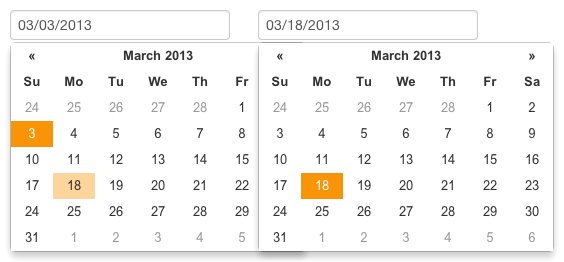 03/03/2013
« March 2013
Su Mo Tu We Th Fr
24 25 26 27 28 1
3 4 5 6 7 8
10 11 12 13 14 15
17 18 19 20 21 22
24 25 26 27 28 29
31 1 2 3 4 5
03/18/2013
« March 2013 »
Su Mo Tu We Th Fr Sa
24 25 26 27 28 1 2
3 4 5 6 7 8 9
10 11 12 13 14 15 16
17 18 19 20 21 22 23
24 25 26 27 28 29 30
31 1 2 3 4 5 6